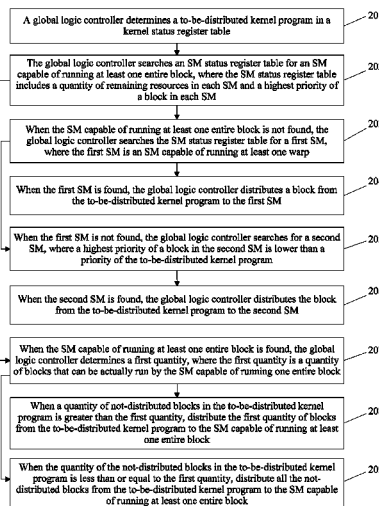 A global logic controller determines a to-be-distributed kernel program in a
kernel status register table
20
The global logic controller searches an SM status register table for an SM
capable of running at least one entire block, where the SM status register table
includes a quantity of remaining resources in each SM and a highest priority of
a block in each SM
20
When the SM capable of running at least one entire block is not found, the
global logic controller searches the SM status register table for a first SM,
where the first SM is an SM capable of running at least one warp
20
When the first SM is found, the global logic controller distributes a block from
the to-be-distributed kernel program to the first SM
20
When the first SM is not found, the global logic controller searches for a second
SM, where a highest priority of a block in the second SM is lower than a
priority of the to-be-distributed kernel program
20
When the second SM is found, the global logic controller distributes the block
from the to-be-distributed kernel program to the second SM
20
When the SM capable of running at least one entire block is found, the global
logic controller determines a first quantity, where the first quantity is a quantity
of blocks that can be actually run by the SM capable of running one entire block
20
When a quantity of not-distributed blocks in the to-be-distributed kernel
program is greater than the first quantity, distribute the first quantity of blocks
from the to-be-distributed kernel program to the SM capable of running at least
one entire block
20
When the quantity of the not-distributed blocks in the to-be-distributed kernel
program is less than or equal to the first quantity, distribute all the not-
distributed blocks from the to-be-distributed kernel program to the SM capable
of running at least one entire block
20